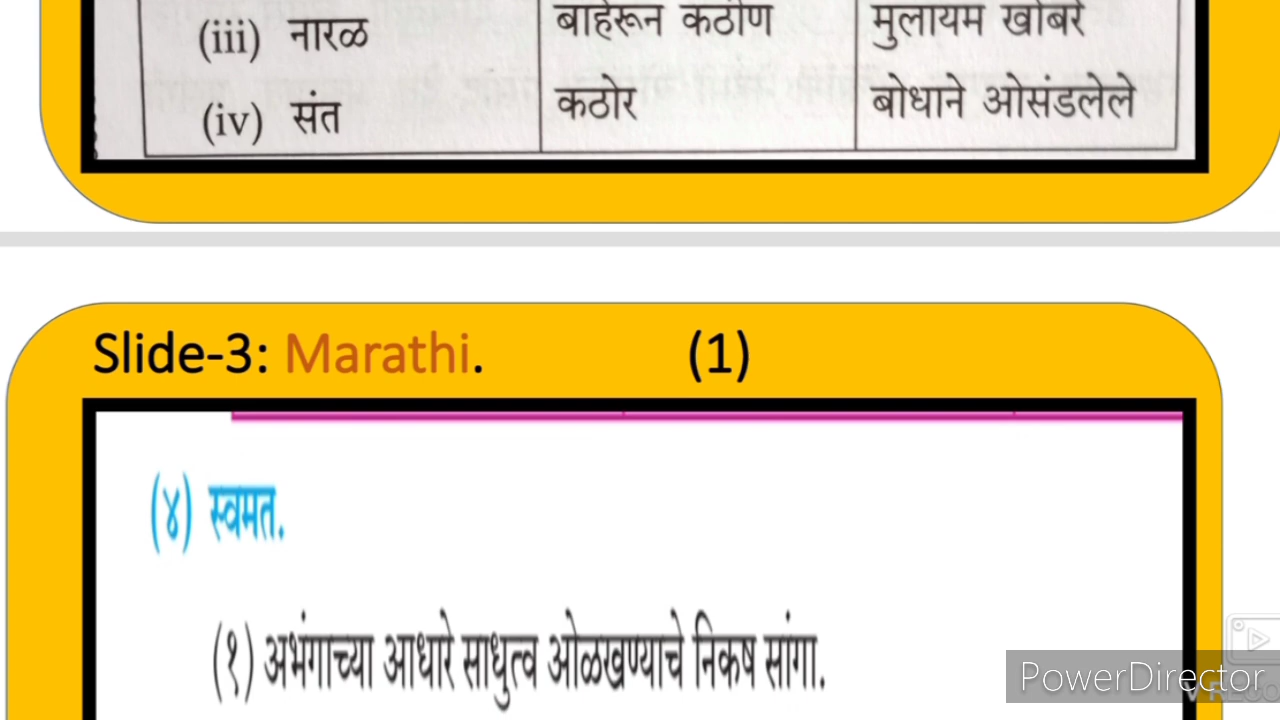 (iii) नारळ बाहेरून कठीण मुलायम खोबरे
(iv) संत कठोर बोधाने ओसंडलेले
Slide-3: Marathi. (1)
(४) स्वमत.
(१) अभंगाच्या आधारे साधुत्व ओळखण्याचे निकष सांगा.
PowerDirector